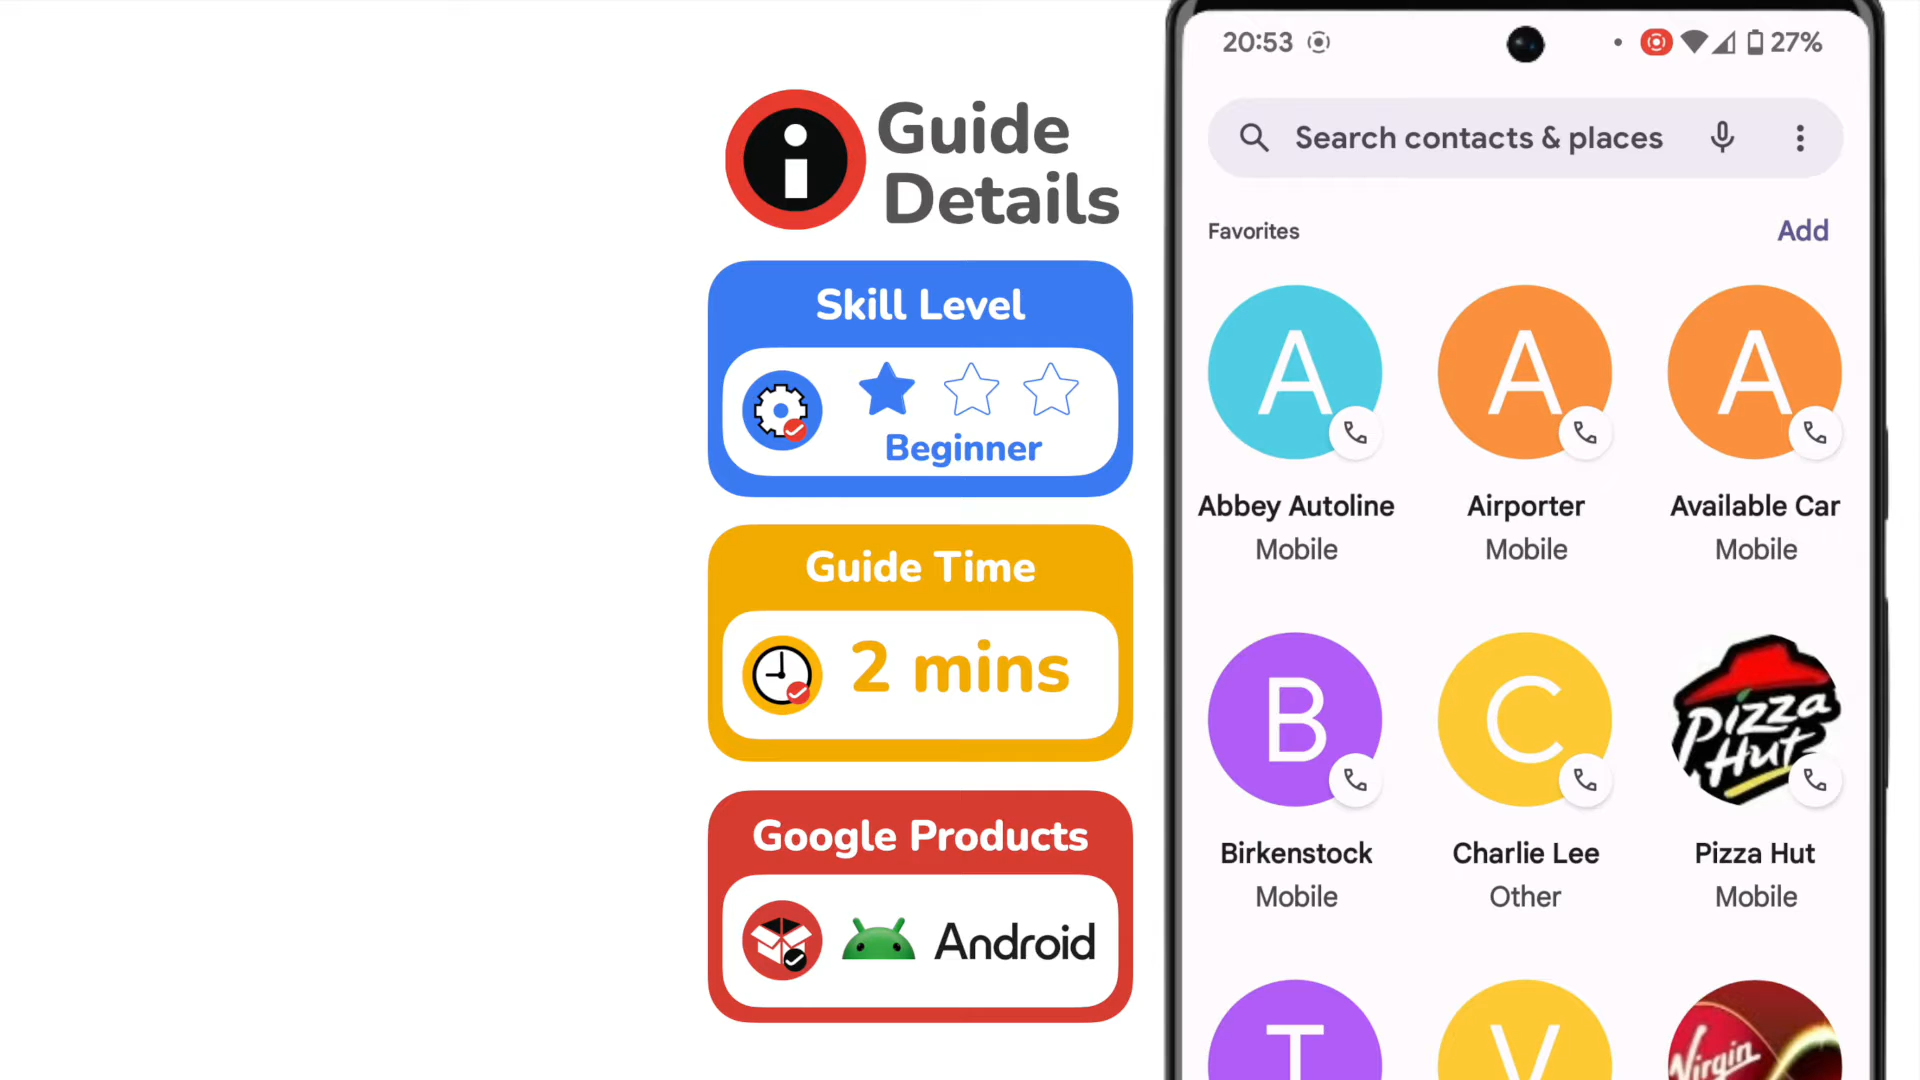 Guide
Details
Skill Level
Beginner
Guide Time
2 mins
Google Products
Android
20:53
27%
Search contacts & places
Favorites
Add
A
A
A
Abbey Autoline
Airporter
Available Car
Mobile
Mobile
Mobile
B
C
Pizza
Hut
Birkenstock
Charlie Lee
Pizza Hut
Mobile
Other
Mobile
T
Y
Virgin